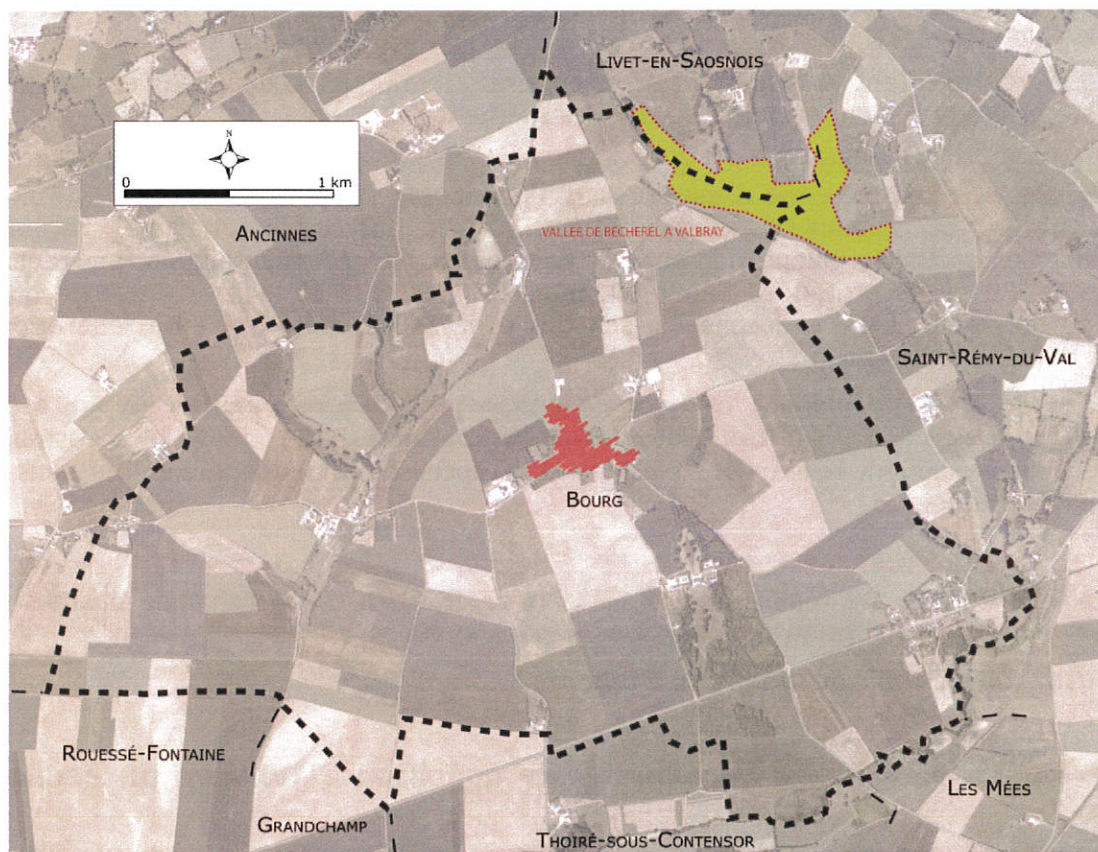 LIVET-EN-SAOSNOIS
N
0 1 km
ANCINNES
VALLEE DE BECHEREL A VALBRAY
SAINT-RÉMY-DU-VAL
BOURG
ROUESSÉ-FONTAINE
LES MÉES
GRANDCHAMP
THOIRÉ-SOUS-CONTENSOR